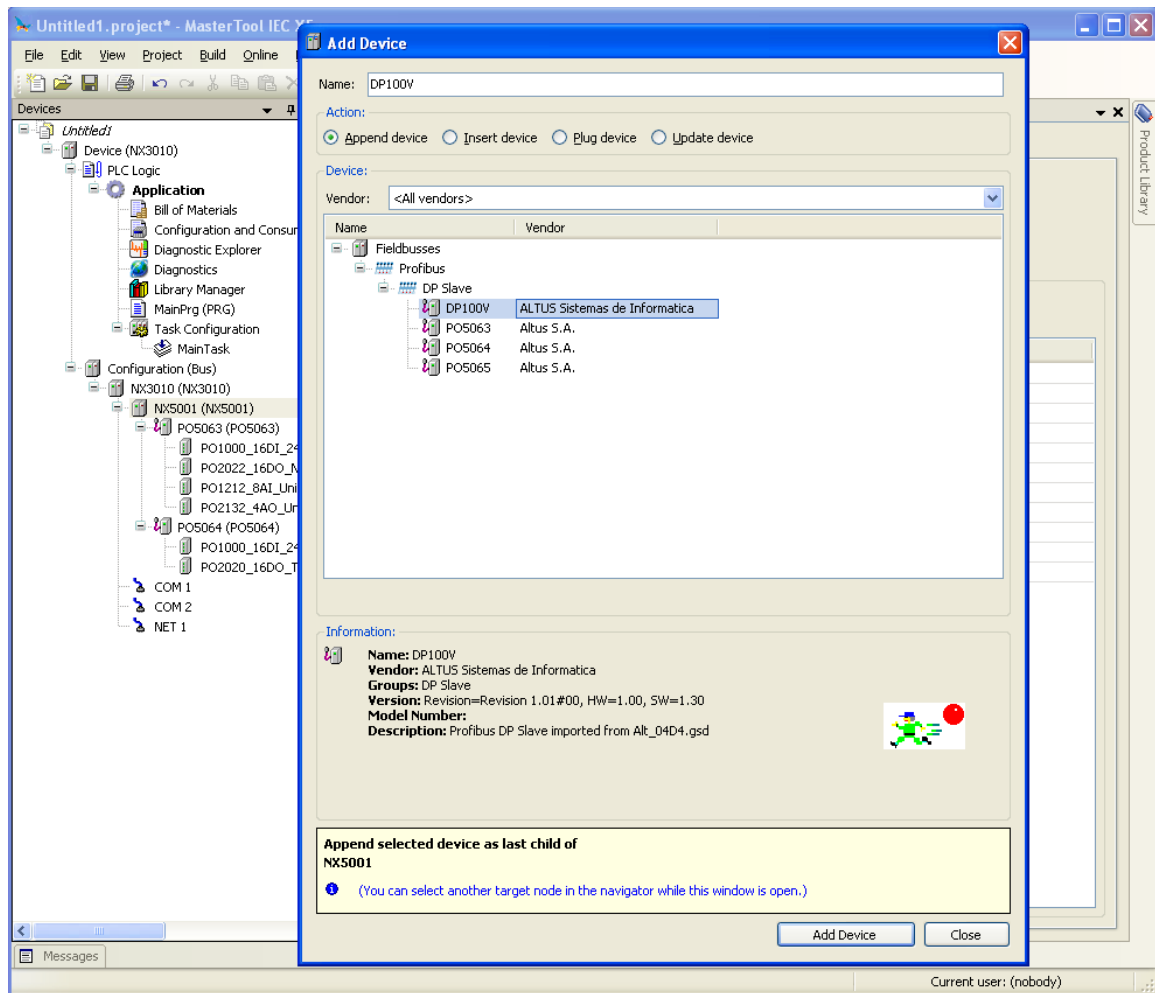 Untitled1.project* - MasterTool IEC XE
File Edit View Project Build Online
Devices
Untitled1
Device (NX3010)
PLC Logic
Application
Bill of Materials
Configuration and Consum
Diagnostic Explorer
Diagnostics
Library Manager
MainPrg (PRG)
Task Configuration
MainTask
Configuration (Bus)
NX3010 (NX3010)
NX5001 (NX5001)
PO5063 (PO5063)
PO1000_16DI_24
PO2022_16DO_N
PO1212_8AI_Uni
PO2132_4AO_Un
PO5064 (PO5064)
PO1000_16DI_24
PO2020_16DO_T
COM 1
COM 2
NET 1
Messages
Add Device
Name: DP100V
Action:
Append device Insert device Plug device Update device
Device:
Vendor: <All vendors>
Name Vendor
Fieldbusses
Profibus
DP Slave
DP100V ALTUS Sistemas de Informatica
PO5063 Altus S.A.
PO5064 Altus S.A.
PO5065 Altus S.A.
Information:
Name: DP100V
Vendor: ALTUS Sistemas de Informatica
Groups: DP Slave
Version: Revision=Revision 1.01#00, HW=1.00, SW=1.30
Model Number:
Description: Profibus DP Slave imported from Alt_04D4.gsd
Append selected device as last child of
NX5001
(You can select another target node in the navigator while this window is open.)
Add Device Close
Product Library
Current user: (nobody)